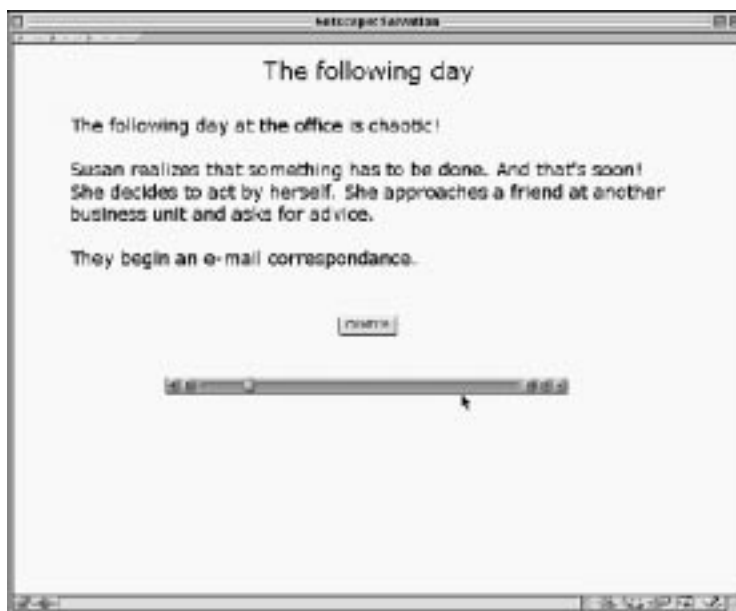 Netscape: Salvation
The following day
The following day at the office is chaotic!
Susan realizes that something has to be done. And that's soon!
She decides to act by herself. She approaches a friend at another
business unit and asks for advice.
They begin an e-mail correspondance.